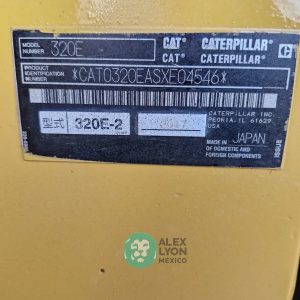 MODEL NUMBER 320E CAT® CATERPILLAR®
CAT® CATERPILLAR®
PRODUCT IDENTIFICATION NUMBER *CAT0320EASXE04546*
CATERPILLAR INC.
PEORIA, IL 61629
USA
型式 320E-2
MADE IN JAPAN
OF DOMESTIC AND
FOREIGN COMPONENTS
ISSUE
ALEX
LYON
MEXICO